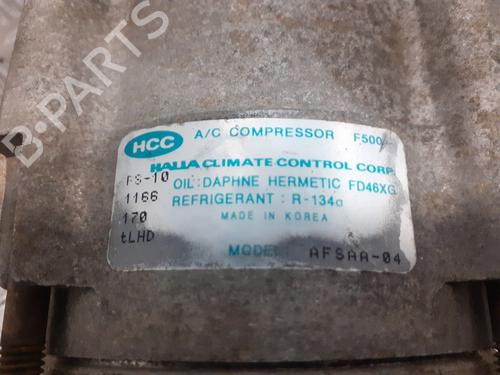 HCC A/C COMPRESSOR F500
HALLA CLIMATE CONTROL CORP.
OIL : DAPHNE HERMETIC FD46XG
REFRIGERANT : R-134a
MADE IN KOREA
MODEL AFSAA-04
RS-10
1166
170
tLHD
B PARTS